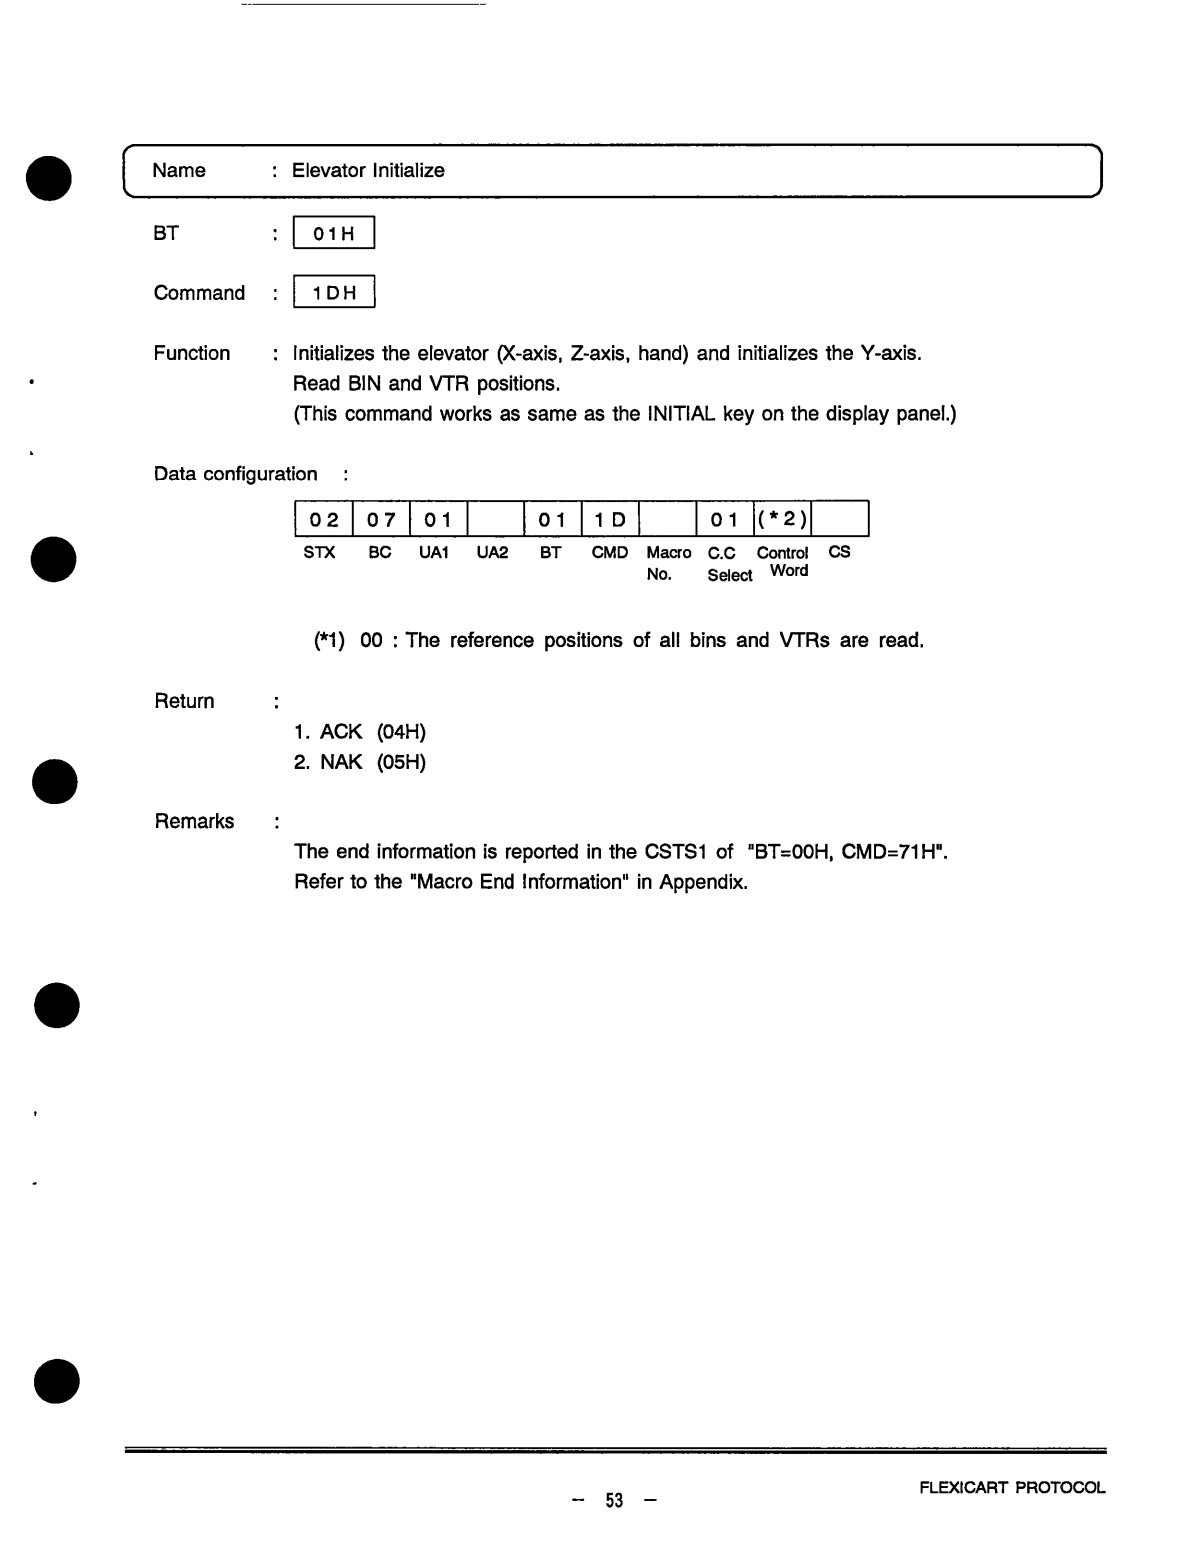 Name : Elevator Initialize
BT : 01H
Command : 1DH
Function : Initializes the elevator (X-axis, Z-axis, hand) and initializes the Y-axis.
Read BIN and VTR positions.
(This command works as same as the INITIAL key on the display panel.)
Data configuration :
02 07 01 01 1D 01 (*2)
STX BC UA1 UA2 BT CMD Macro No. C.C Select Control Word CS
(*1) 00 : The reference positions of all bins and VTRs are read.
Return :
1. ACK (04H)
2. NAK (05H)
Remarks :
The end information is reported in the CSTS1 of "BT=00H, CMD=71H".
Refer to the "Macro End Information" in Appendix.
FLEXICART PROTOCOL
– 53 –